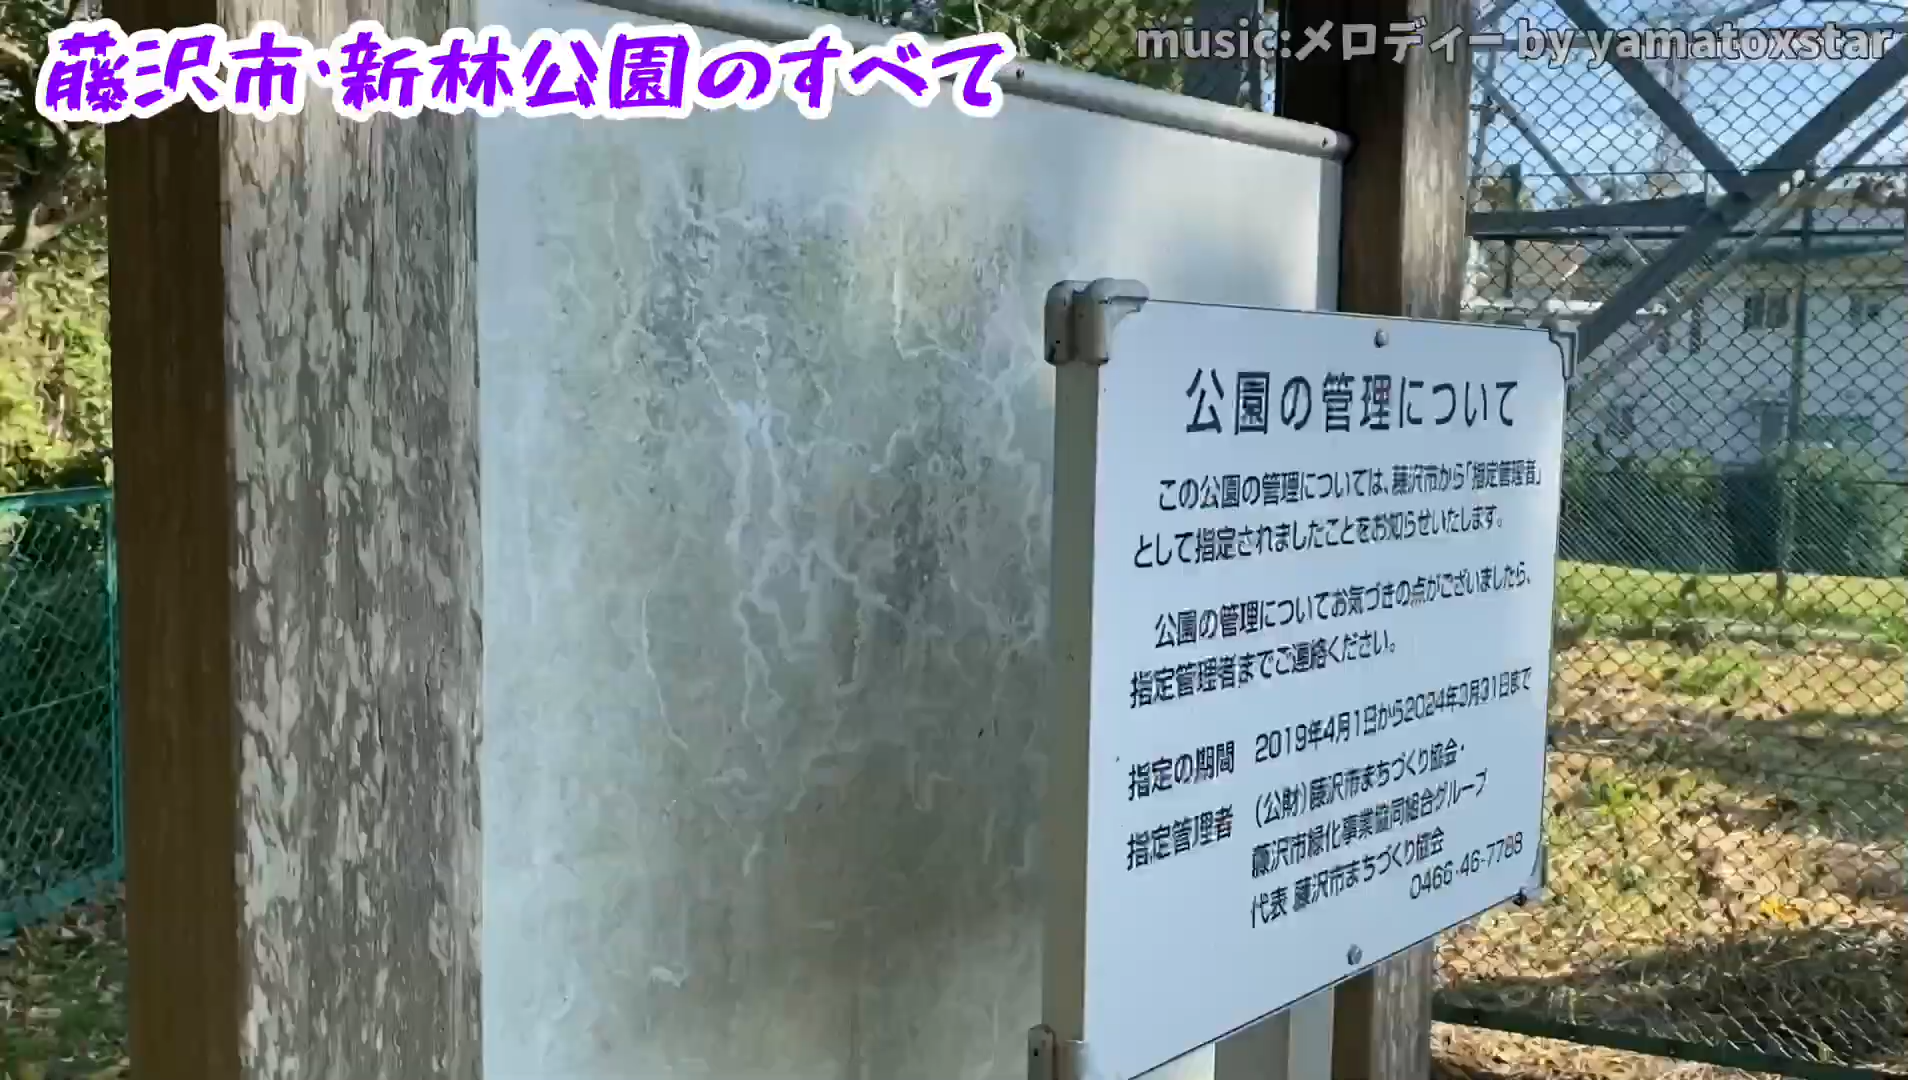 藤沢市・新林公園のすべて
music:メロディー by yamatoxstar
公園の管理について
この公園の管理については、藤沢市から「指定管理者」
として指定されましたことをお知らせいたします。
公園の管理についてお気づきの点がございましたら、
指定管理者までご連絡ください。
指定の期間 2019年4月1日から2024年3月31日まで
指定管理者 (公財)藤沢市まちづくり協会・
藤沢市緑化事業協同組合グループ
代表 藤沢市まちづくり協会
0466-46-7788